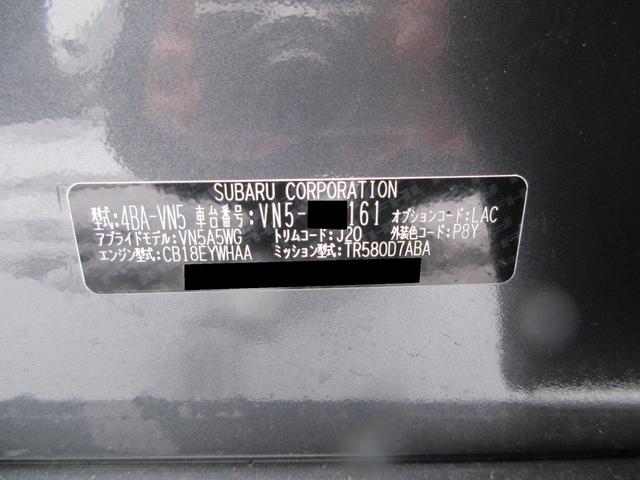 SUBARU CORPORATION
型式:4BA-VN5 車台番号:VN5- 161 オプションコード:LAC
アプライドモデル:VN5A5WG トリムコード:J20 外装色コード:P8Y
エンジン型式:CB18EYWHAA ミッション型式:TR580D7ABA